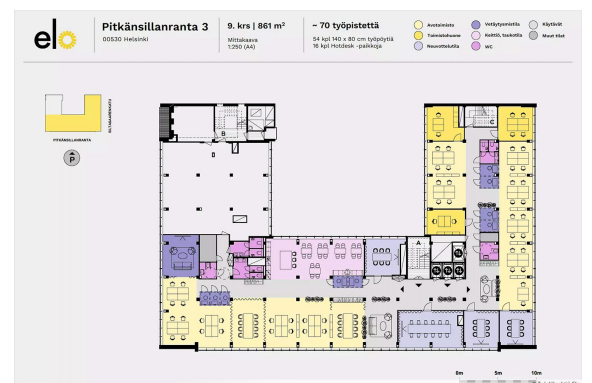 elo
Pitkänsillanranta 3
00530 Helsinki
9. krs | 861 m²
Mittakaava
1:250 (A4)
~ 70 työpistettä
54 kpl 140 x 80 cm työpöytiä
16 kpl Hotdesk -paikkoja
Avotoimisto
Toimistohuone
Neuvottelutila
Vetäytymistila
Keittiö, taukotila
WC
Käytävät
Muut tilat
PITKÄNSILLANRANTA
P
B
C
A
0m
5m
10m